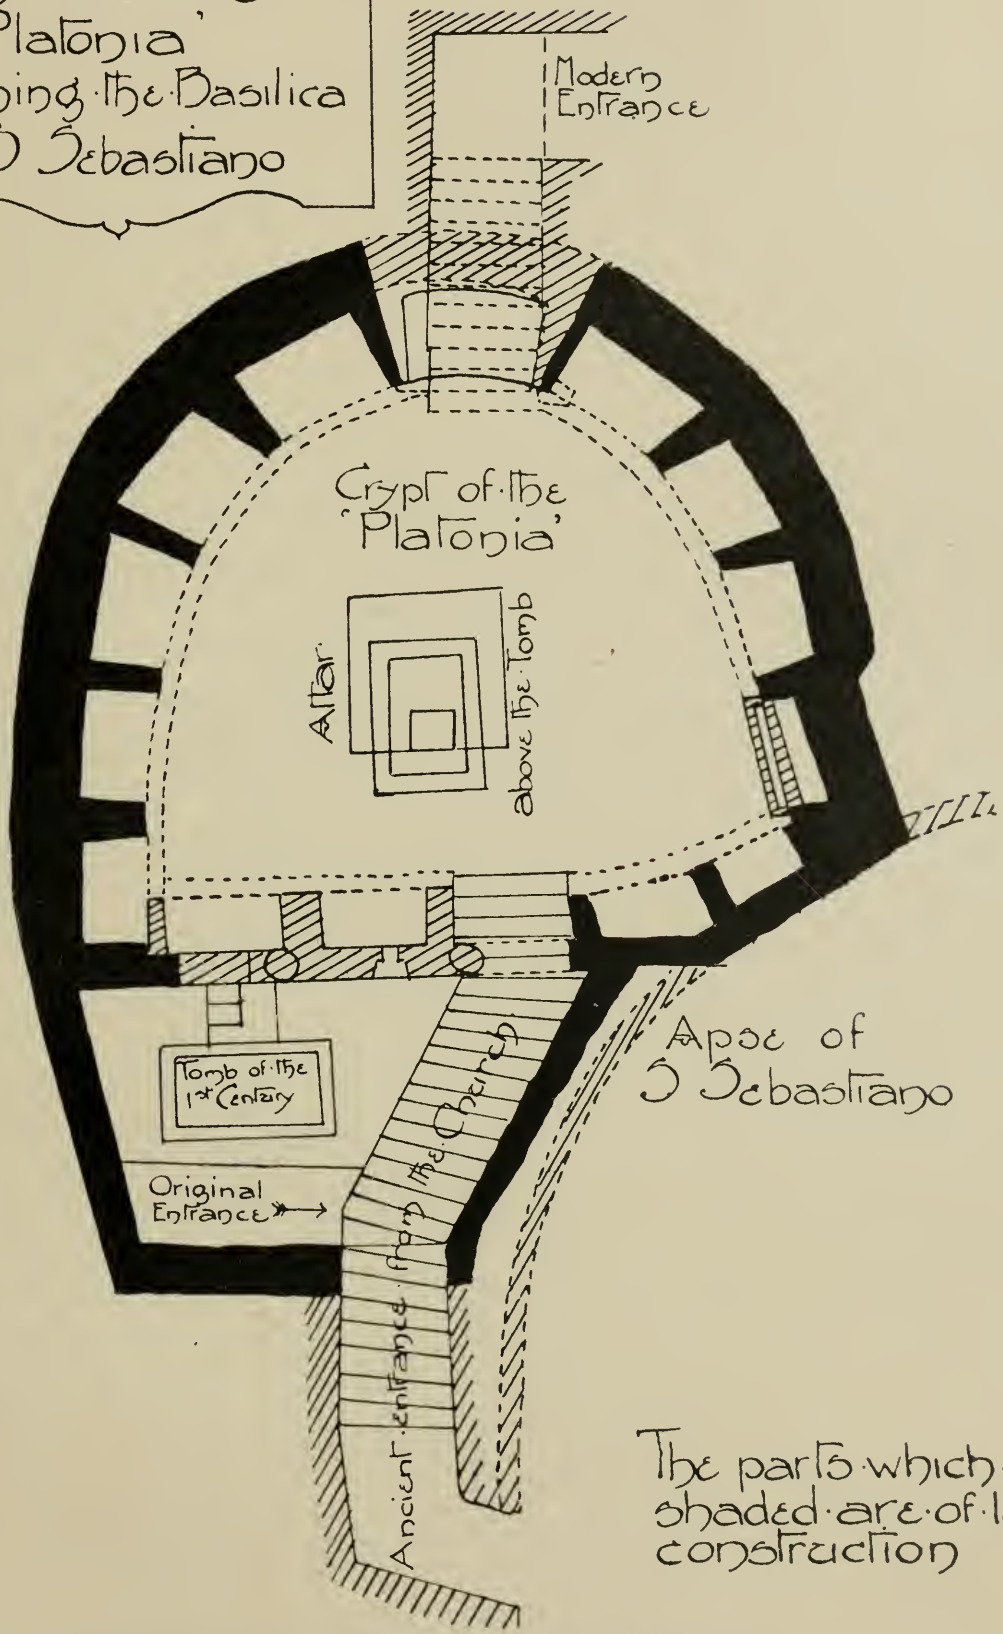 'Platonia'
the Basilica
S Sebastiano
Modern
Entrance
Crypt of the
'Platonia'
Altar
above the Tomb
Tomb of the
1st Century
Original
Entrance
Ancient entrance from the Church
Apse of
S Sebastiano
The parts which
shaded are of
construction